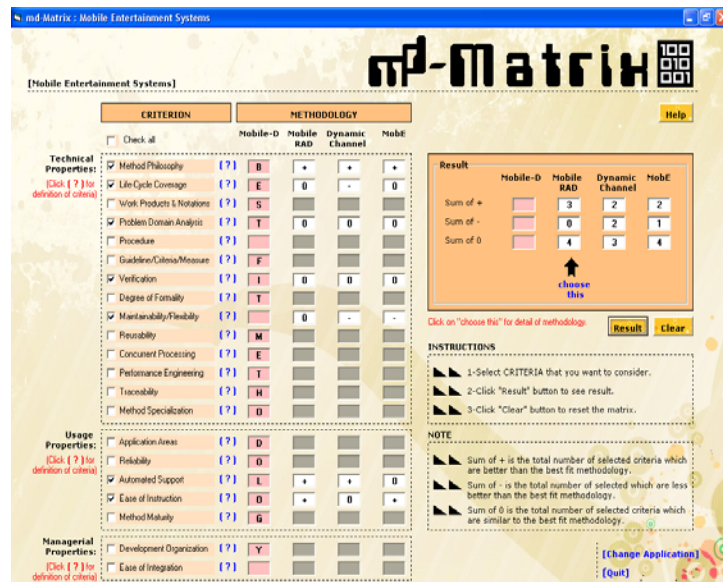 md-Matrix : Mobile Entertainment Systems
mD-Matrix 100 010 001
[Mobile Entertainment Systems]
CRITERION METHODOLOGY
Help
Check all Mobile-D Mobile RAD Dynamic Channel MobE
Technical Properties:
(Click ( ? ) for definition of criteria)
Method Philosophy (?) B + + +
Life-Cycle Coverage (?) E 0 - 0
Work Products & Notations (?) S
Problem Domain Analysis (?) T 0 0 0
Procedure (?)
Guideline/Criteria/Measure (?) F
Verification (?) I 0 0 0
Degree of Formality (?) T
Maintainability/Flexibility (?) 0 - -
Reusability (?) M
Concurrent Processing (?) E
Performance Engineering (?) T
Traceability (?) H
Method Specialization (?) O
Usage Properties:
(Click ( ? ) for definition of criteria)
Application Areas (?) D
Reliability (?) O
Automated Support (?) L + + 0
Ease of Instruction (?) O + 0 +
Method Maturity (?) G
Managerial Properties:
(Click ( ? ) for definition of criteria)
Development Organization (?) Y
Ease of Integration (?)
Result
Mobile-D Mobile RAD Dynamic Channel MobE
Sum of + 3 2 2
Sum of - 0 2 1
Sum of 0 4 3 4
choose
this
Click on "choose this" for detail of methodology.
Result Clear
INSTRUCTIONS
1-Select CRITERIA that you want to consider.
2-Click "Result" button to see result.
3-Click "Clear" button to reset the matrix.
NOTE
Sum of + is the total number of selected criteria which
are better than the best fit methodology.
Sum of - is the total number of selected which are less
better than the best fit methodology.
Sum of 0 is the total number of selected criteria which
are similar to the best fit methodology.
[Change Application]
[Quit]